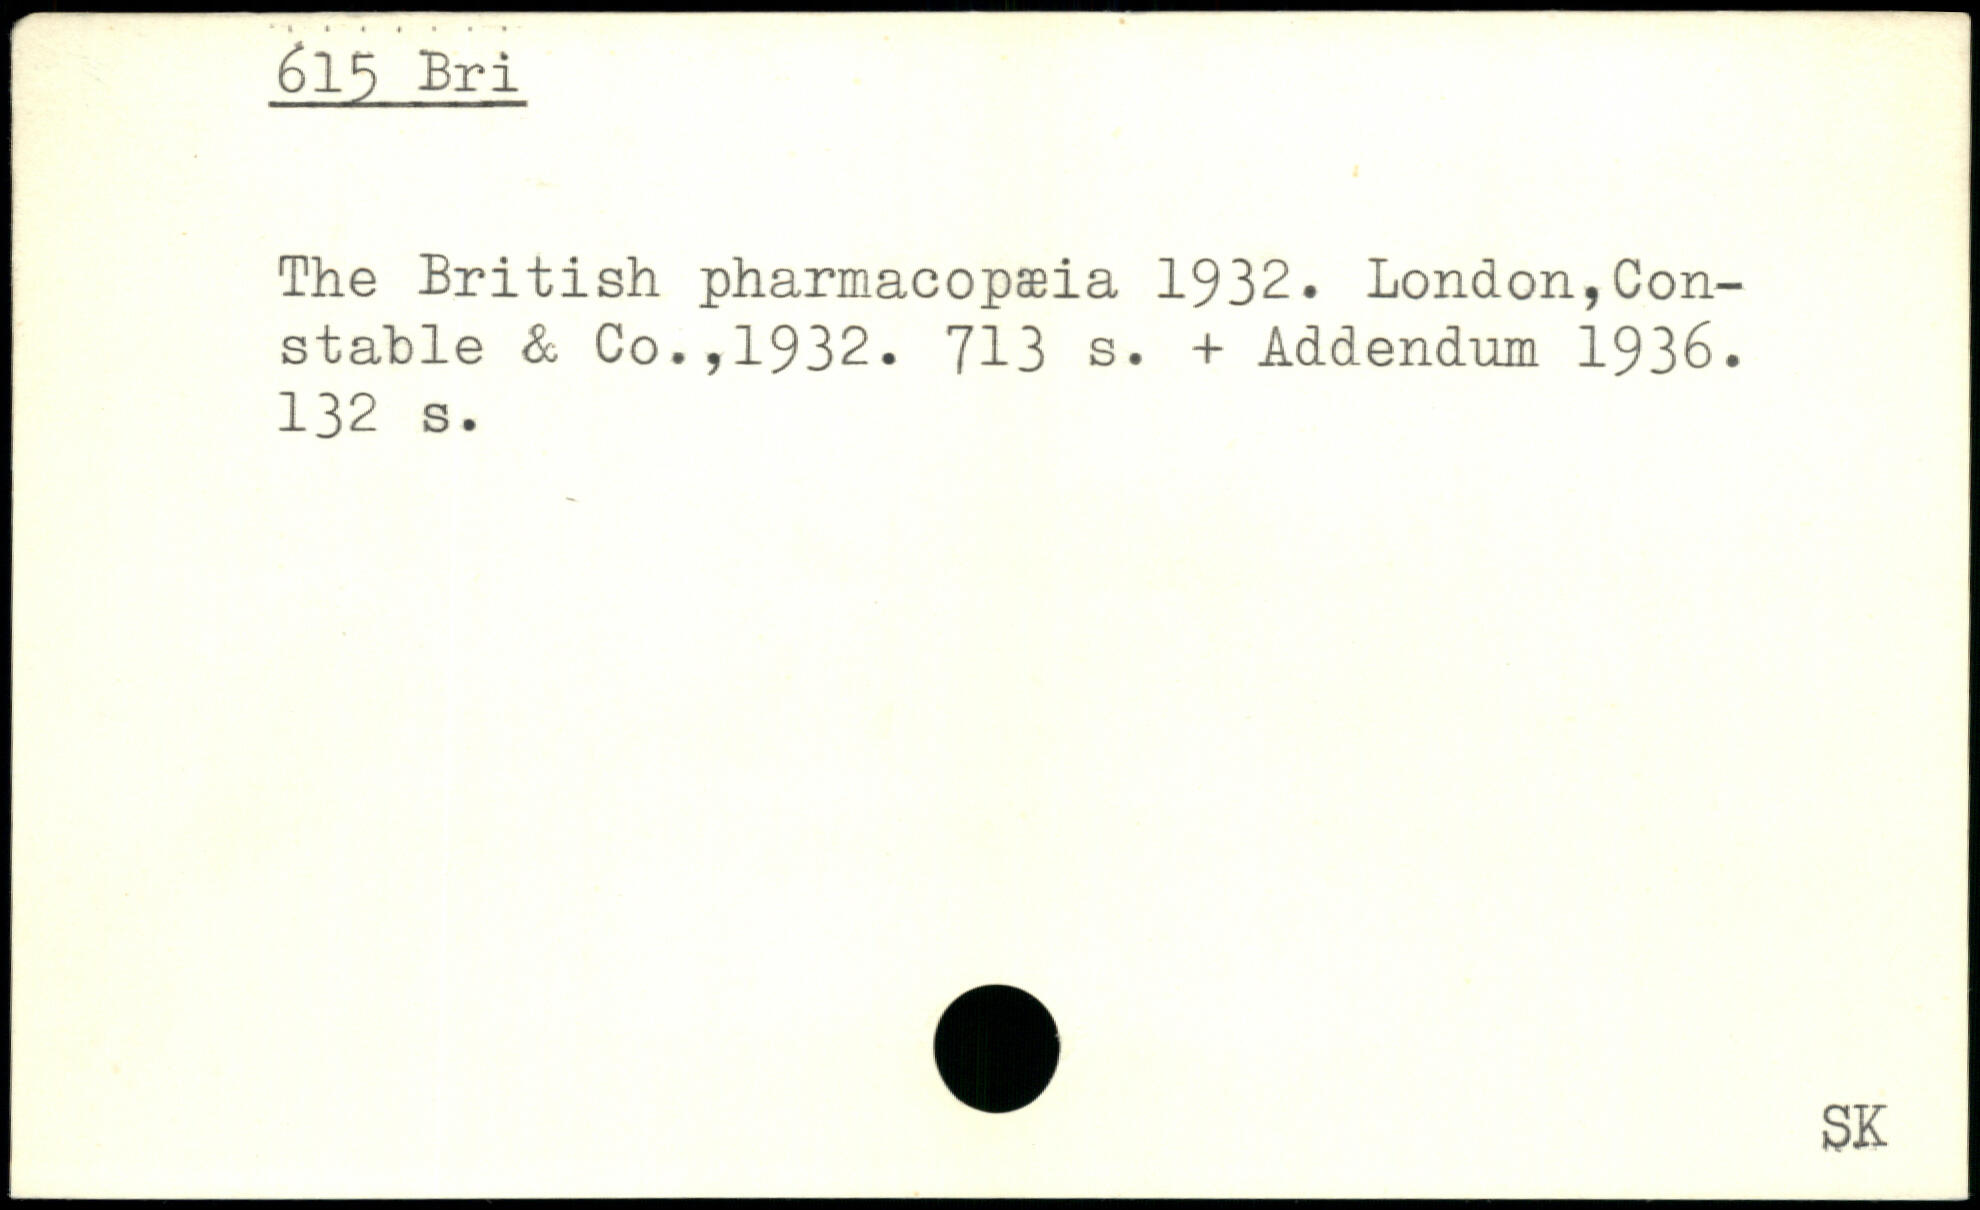 615 Bri
The British pharmacopæia 1932. London,Con-
stable & Co.,1932. 713 s. + Addendum 1936.
132 s.
SK